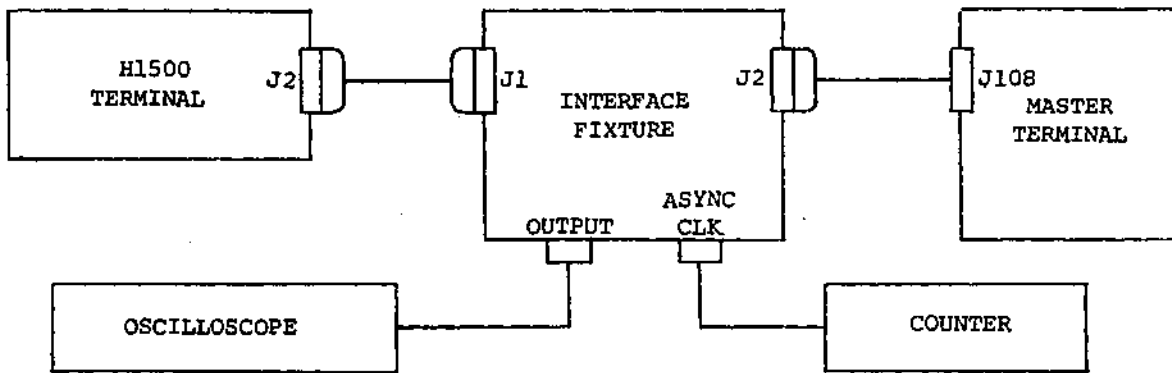 H1500
TERMINAL
J2
J1
INTERFACE
FIXTURE
J2
J108
MASTER
TERMINAL
OUTPUT
ASYNC
CLK
OSCILLOSCOPE
COUNTER